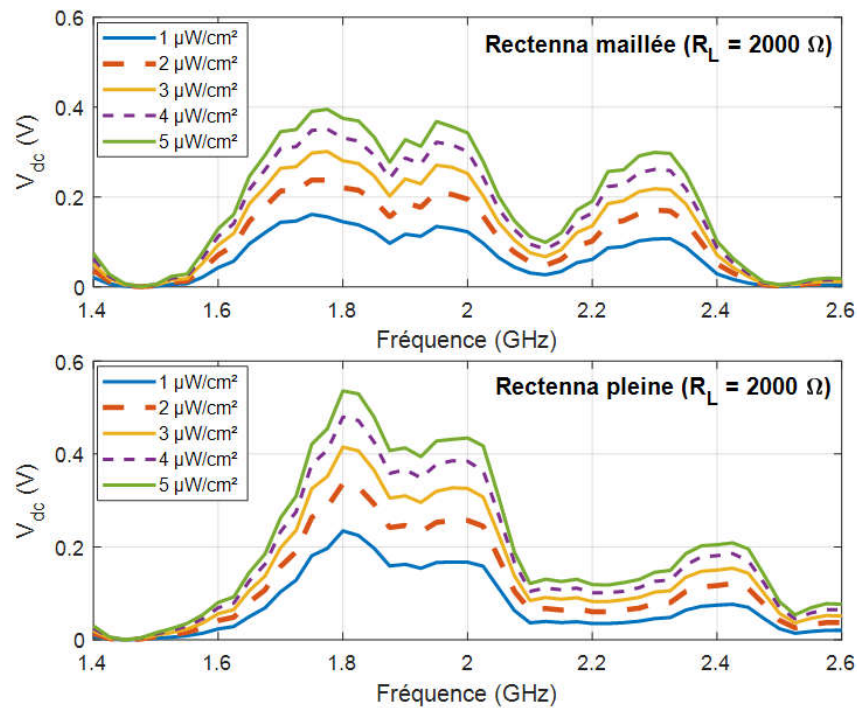 0.6
0.4
0.2
0
V_dc (V)
1 µW/cm²
2 µW/cm²
3 µW/cm²
4 µW/cm²
5 µW/cm²
Rectenna maillée (R_L = 2000 Ω)
1.4 1.6 1.8 2 2.2 2.4 2.6
Fréquence (GHz)
0.6
0.4
0.2
0
V_dc (V)
1 µW/cm²
2 µW/cm²
3 µW/cm²
4 µW/cm²
5 µW/cm²
Rectenna pleine (R_L = 2000 Ω)
1.4 1.6 1.8 2 2.2 2.4 2.6
Fréquence (GHz)